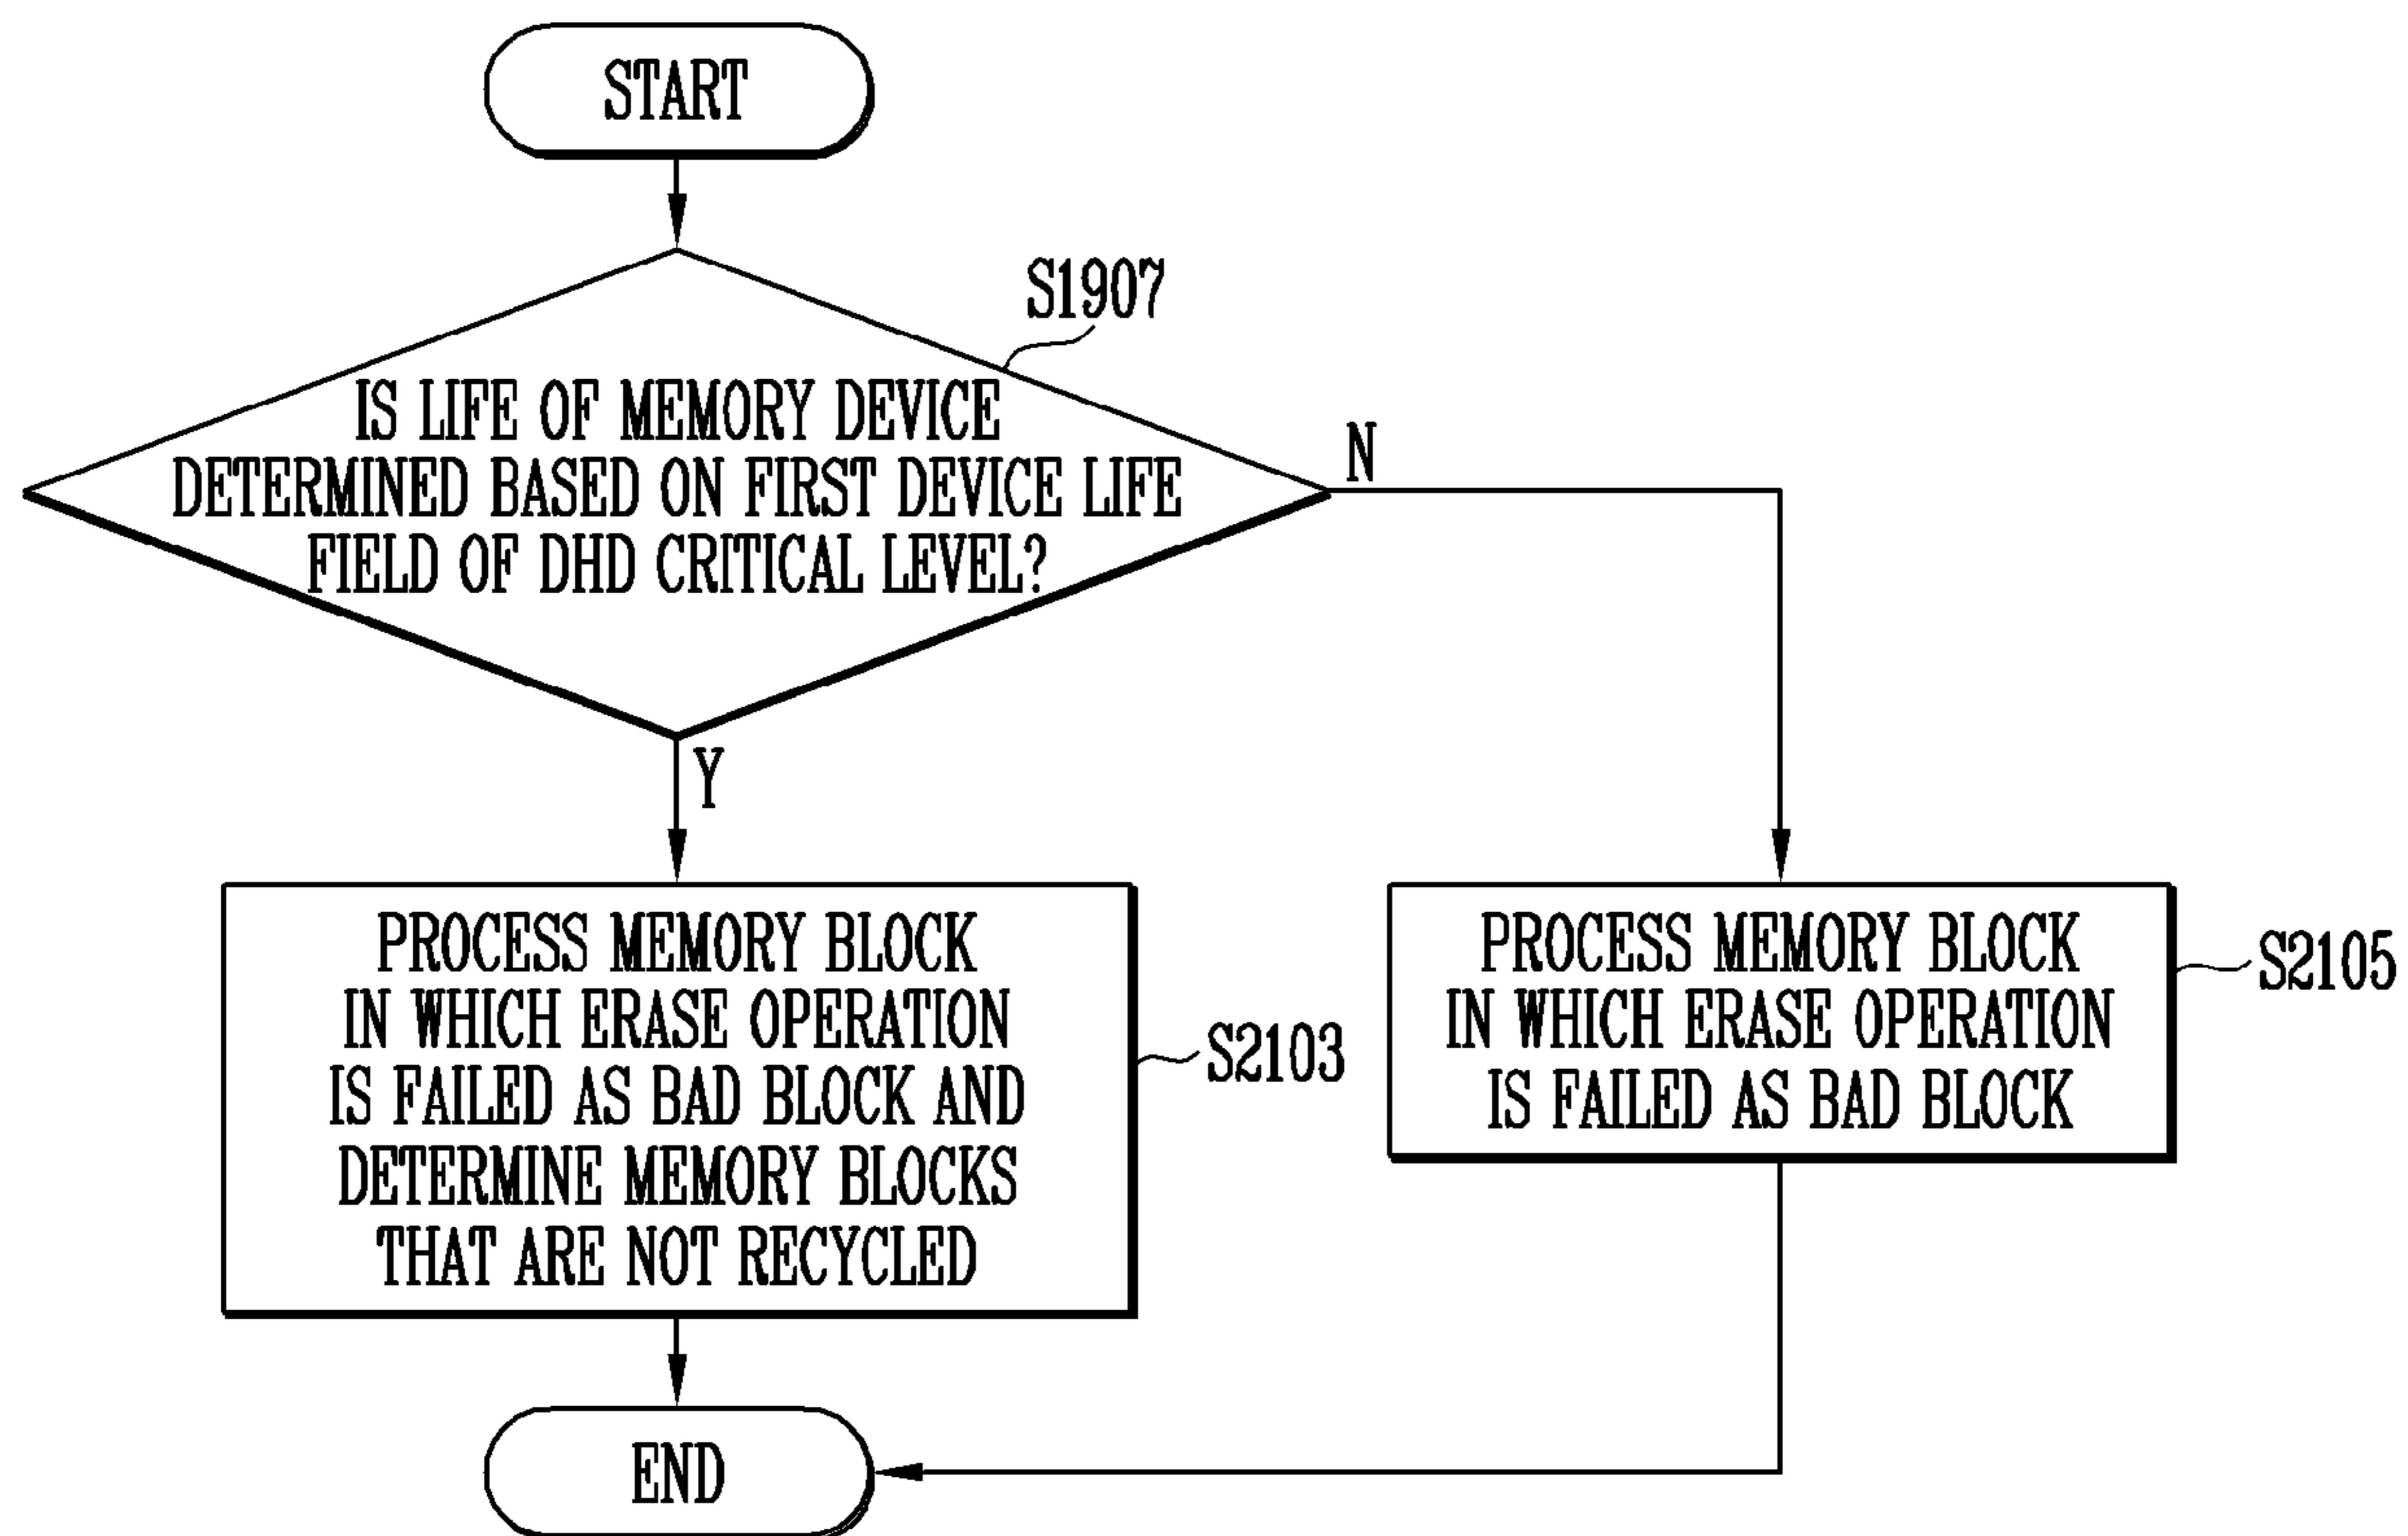 START
S1907
IS LIFE OF MEMORY DEVICE
DETERMINED BASED ON FIRST DEVICE LIFE
FIELD OF DHD CRITICAL LEVEL?
N
Y
PROCESS MEMORY BLOCK
IN WHICH ERASE OPERATION
IS FAILED AS BAD BLOCK AND
DETERMINE MEMORY BLOCKS
THAT ARE NOT RECYCLED
S2103
PROCESS MEMORY BLOCK
IN WHICH ERASE OPERATION
IS FAILED AS BAD BLOCK
S2105
END